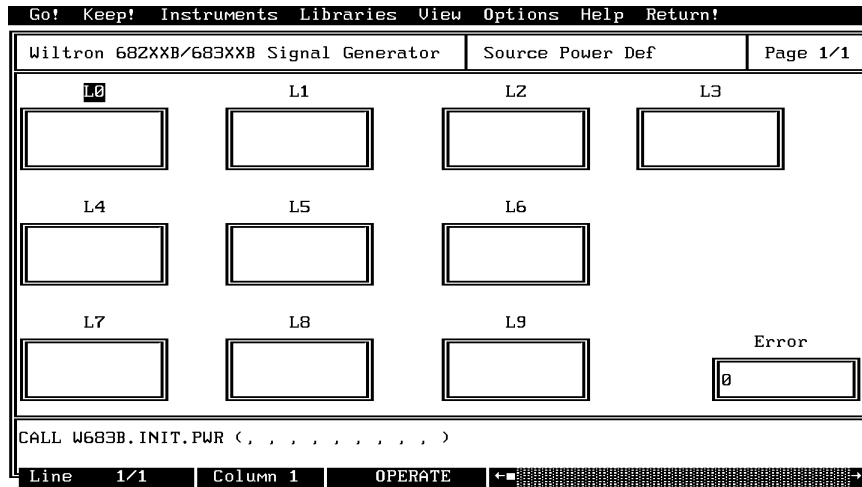 Go! Keep! Instruments Libraries View Options Help Return!
Wiltron 682XXB/683XXB Signal Generator Source Power Def Page 1/1
L0 L1 L2 L3
L4 L5 L6
L7 L8 L9
Error
0
CALL W683B.INIT.PWR (, , , , , , , , , )
Line 1/1 Column 1 OPERATE